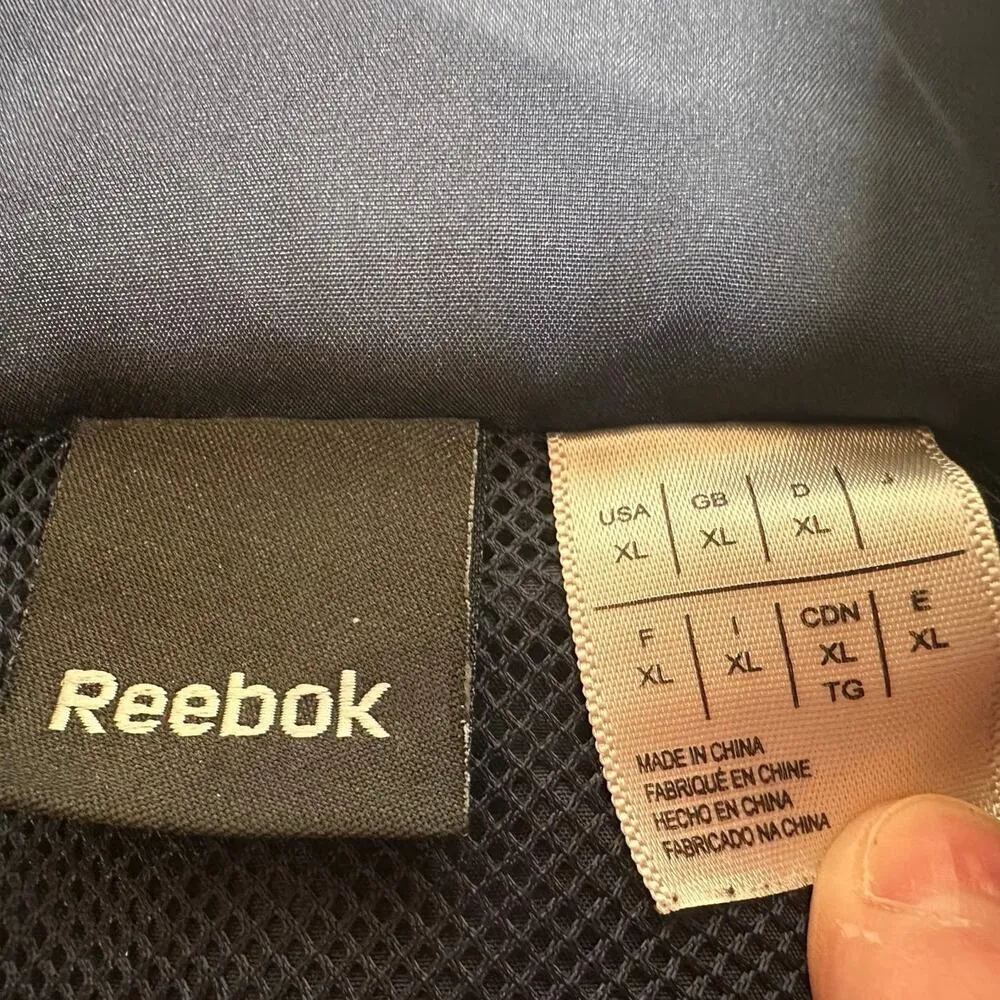 Reebok
USA GB D
XL XL XL
F I CDN E
XL XL XL XL
TG
MADE IN CHINA
FABRIQUÉ EN CHINE
HECHO EN CHINA
FABRICADO NA CHINA